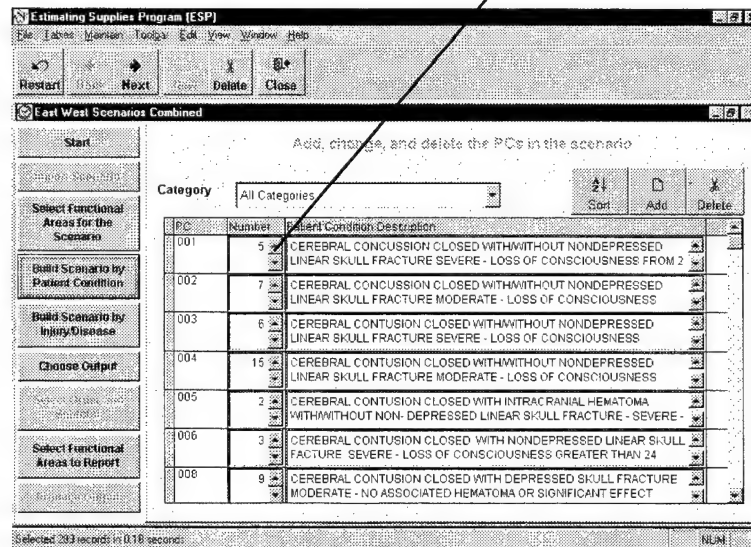 Estimating Supplies Program [ESP]
File Tables Maintain Toolbar Edit View Window Help
Restart Next Delete Close
East West Scenarios Combined
Start
Add, change, and delete the PCs in the scenario
Category All Categories
Sort Add Delete
Select Functional
Areas for the
Scenario
Build Scenario by
Patient Condition
Build Scenario by
Injury/Disease
Choose Output
Select Functional
Areas to Report
PC Number Patient Condition Description
001 5 CEREBRAL CONCUSSION CLOSED WITH/WITHOUT NONDEPRESSED
LINEAR SKULL FRACTURE SEVERE - LOSS OF CONSCIOUSNESS FROM 2
002 7 CEREBRAL CONCUSSION CLOSED WITH/WITHOUT NONDEPRESSED
LINEAR SKULL FRACTURE MODERATE - LOSS OF CONSCIOUSNESS
003 6 CEREBRAL CONTUSION CLOSED WITH/WITHOUT NONDEPRESSED
LINEAR SKULL FRACTURE SEVERE - LOSS OF CONSCIOUSNESS
004 15 CEREBRAL CONTUSION CLOSED WITH/WITHOUT NONDEPRESSED
LINEAR SKULL FRACTURE MODERATE - LOSS OF CONSCIOUSNESS
005 2 CEREBRAL CONTUSION CLOSED WITH INTRACRANIAL HEMATOMA
WITH/WITHOUT NON- DEPRESSED LINEAR SKULL FRACTURE - SEVERE -
006 3 CEREBRAL CONTUSION CLOSED WITH NONDEPRESSED LINEAR SKULL
FACTURE SEVERE - LOSS OF CONSCIOUSNESS GREATER THAN 24
008 9 CEREBRAL CONTUSION CLOSED WITH DEPRESSED SKULL FRACTURE
MODERATE - NO ASSOCIATED HEMATOMA OR SIGNIFICANT EFFECT
Selected 293 records in 0.18 seconds
NUM